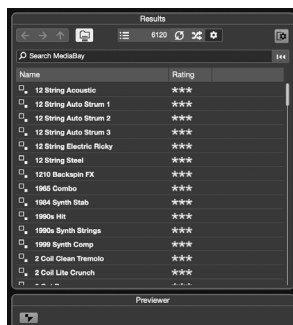 Results
6120
Search MediaBay
Name Rating
12 String Acoustic ***
12 String Auto Strum 1 ***
12 String Auto Strum 2 ***
12 String Auto Strum 3 ***
12 String Electric Ricky ***
12 String Steel ***
1210 Backspin FX ***
1965 Combo ***
1984 Synth Stab ***
1990s Hit ***
1990s Synth Strings ***
1999 Synth Comp ***
2 Coil Clean Tremolo ***
2 Coil Lite Crunch ***
Previewer